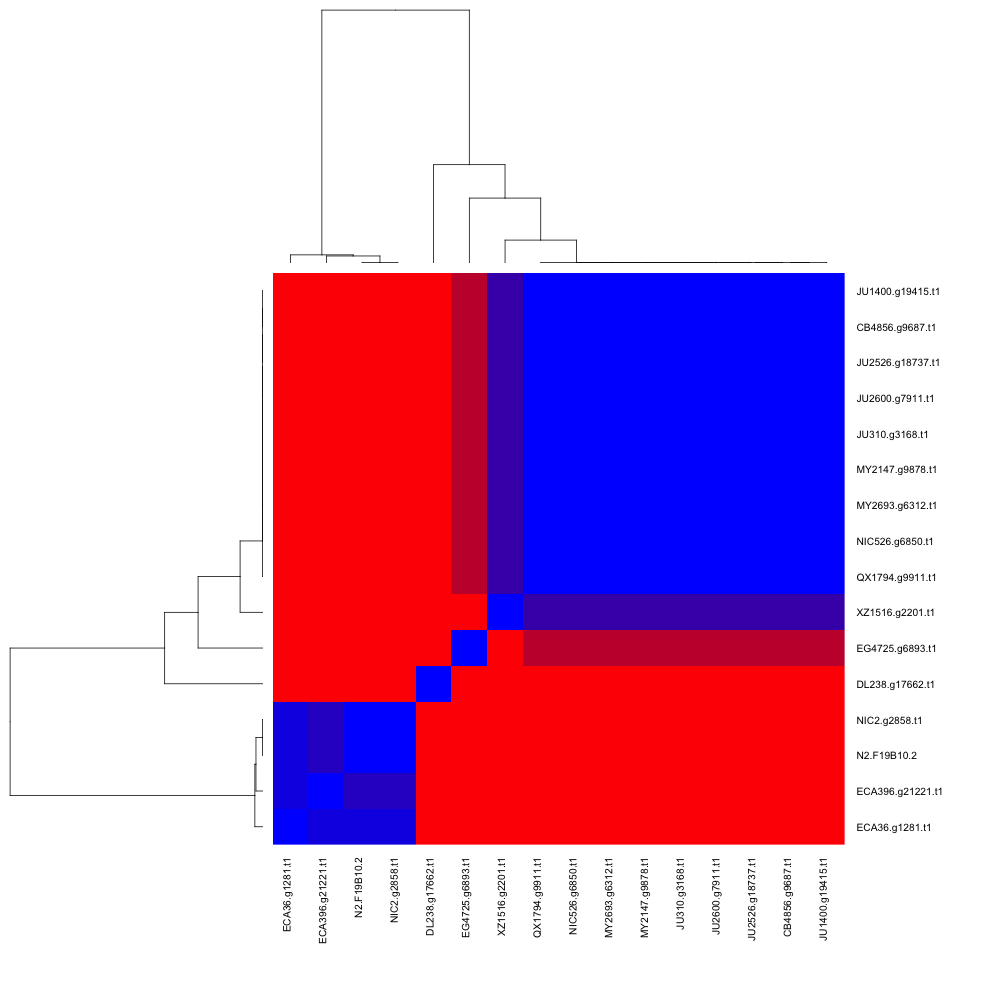 JU1400.g19415.t1
CB4856.g9687.t1
JU2526.g18737.t1
JU2600.g7911.t1
JU310.g3168.t1
MY2147.g9878.t1
MY2693.g6312.t1
NIC526.g6850.t1
QX1794.g9911.t1
XZ1516.g2201.t1
EG4725.g6893.t1
DL238.g17662.t1
NIC2.g2858.t1
N2.F19B10.2
ECA396.g21221.t1
ECA36.g1281.t1
ECA36.g1281.t1
ECA396.g21221.t1
N2.F19B10.2
NIC2.g2858.t1
DL238.g17662.t1
EG4725.g6893.t1
XZ1516.g2201.t1
QX1794.g9911.t1
NIC526.g6850.t1
MY2693.g6312.t1
MY2147.g9878.t1
JU310.g3168.t1
JU2600.g7911.t1
JU2526.g18737.t1
CB4856.g9687.t1
JU1400.g19415.t1